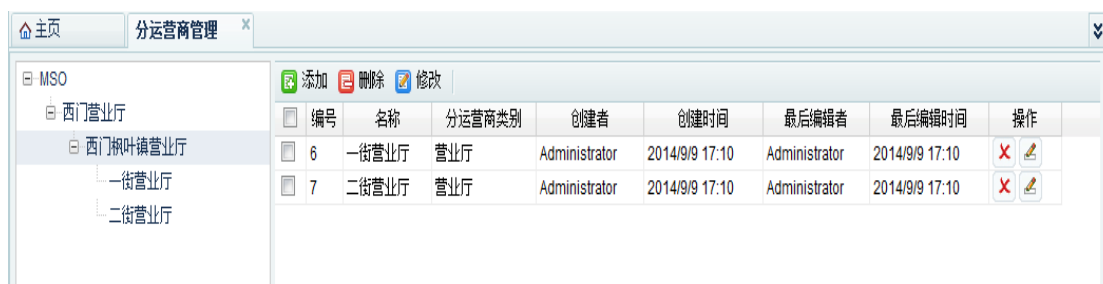 主页 分运营商管理
MSO
西门营业厅
西门枫叶镇营业厅
一街营业厅
二街营业厅
添加 删除 修改
编号 名称 分运营商类别 创建者 创建时间 最后编辑者 最后编辑时间 操作
6 一街营业厅 营业厅 Administrator 2014/9/9 17:10 Administrator 2014/9/9 17:10
7 二街营业厅 营业厅 Administrator 2014/9/9 17:10 Administrator 2014/9/9 17:10